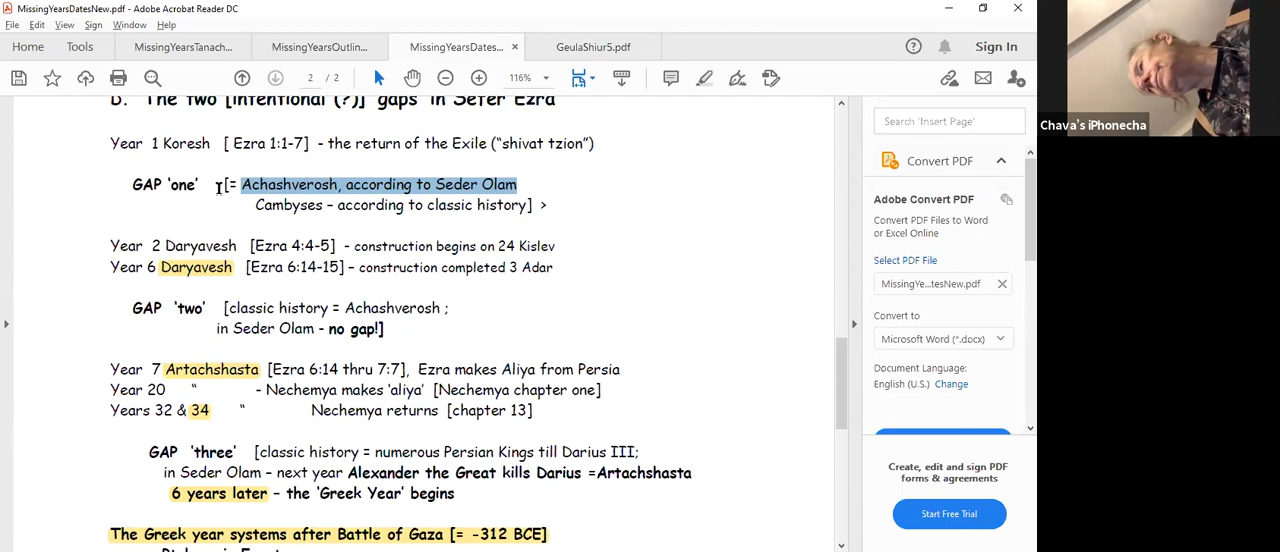 MissingYearsDatesNew.pdf - Adobe Acrobat Reader DC
File Edit View Sign Window Help
Home Tools MissingYearsTanach... MissingYearsOutlin... MissingYearsDates... × GeulaShiur5.pdf Sign In
2 / 2 116%
The two [intentional (?)] gaps in Sefer Ezra
Year 1 Koresh [ Ezra 1:1-7] - the return of the Exile ("shivat tzion")
GAP 'one' [= Achashverosh, according to Seder Olam
Cambyses – according to classic history] >
Year 2 Daryavesh [Ezra 4:4-5] - construction begins on 24 Kislev
Year 6 Daryavesh [Ezra 6:14-15] – construction completed 3 Adar
GAP 'two' [classic history = Achashverosh ;
in Seder Olam - no gap!]
Year 7 Artachshasta [Ezra 6:14 thru 7:7], Ezra makes Aliya from Persia
Year 20 " - Nechemya makes 'aliya' [Nechemya chapter one]
Years 32 & 34 " Nechemya returns [chapter 13]
GAP 'three' [classic history = numerous Persian Kings till Darius III;
in Seder Olam – next year Alexander the Great kills Darius =Artachshasta
6 years later – the 'Greek Year' begins
The Greek year systems after Battle of Gaza [= -312 BCE]
Chava's iPhonecha
Search 'Insert Page'
Convert PDF
Adobe Convert PDF
Convert PDF Files to Word
or Excel Online
Select PDF File
MissingYe...tesNew.pdf ×
Convert to
Microsoft Word (*.docx)
Document Language:
English (U.S.) Change
Create, edit and sign PDF
forms & agreements
Start Free Trial